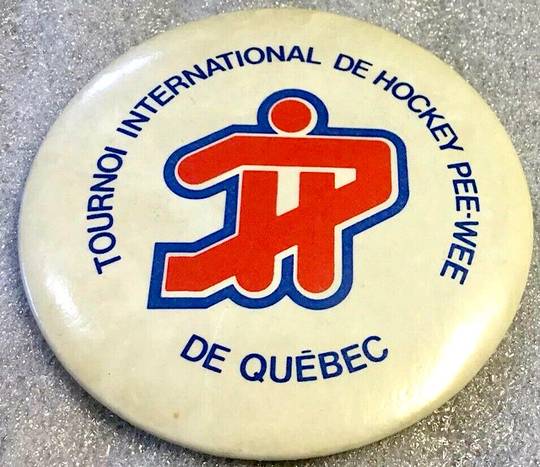 TOURNOI INTERNATIONAL DE HOCKEY PEE-WEE
DE QUÉBEC